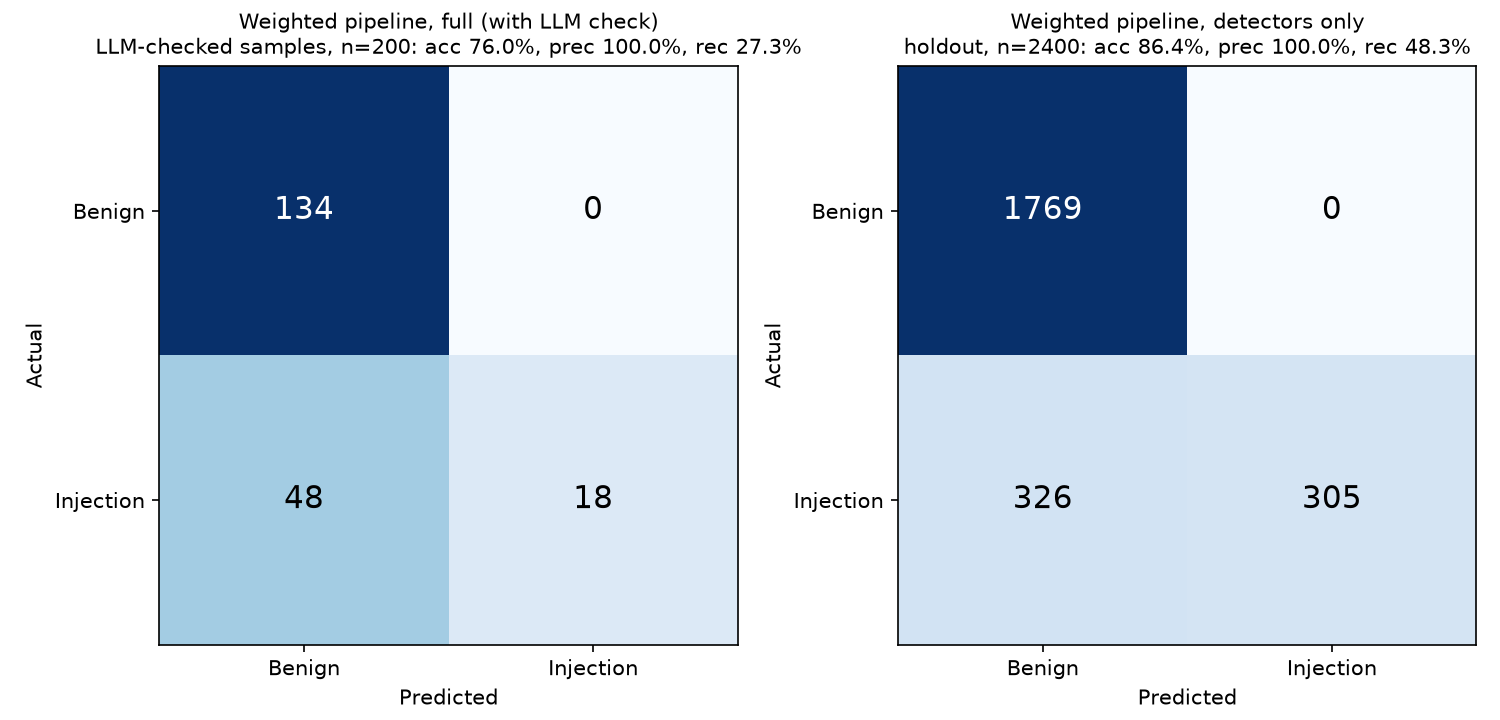 Weighted pipeline, full (with LLM check)
LLM-checked samples, n=200: acc 76.0%, prec 100.0%, rec 27.3%
Actual
Benign
134
0
Injection
48
18
Benign
Injection
Predicted
Weighted pipeline, detectors only
holdout, n=2400: acc 86.4%, prec 100.0%, rec 48.3%
Actual
Benign
1769
0
Injection
326
305
Benign
Injection
Predicted